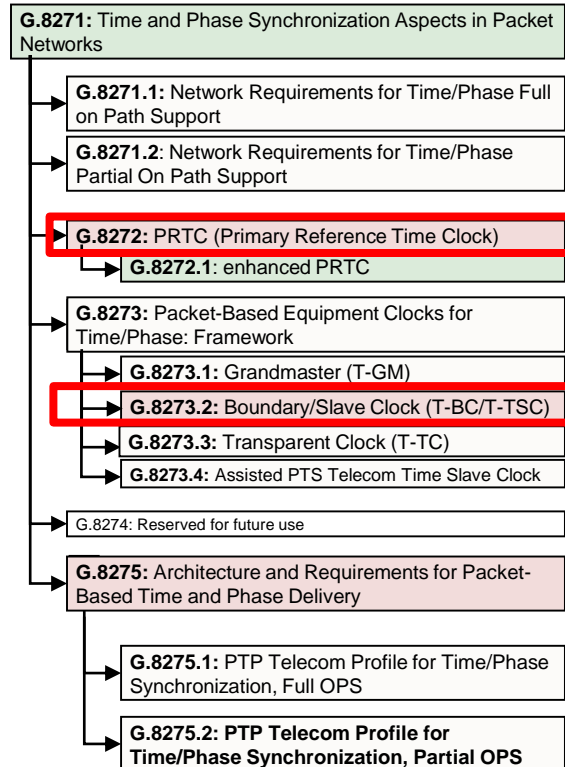 G.8271: Time and Phase Synchronization Aspects in Packet
Networks
G.8271.1: Network Requirements for Time/Phase Full
on Path Support
G.8271.2: Network Requirements for Time/Phase
Partial On Path Support
G.8272: PRTC (Primary Reference Time Clock)
G.8272.1: enhanced PRTC
G.8273: Packet-Based Equipment Clocks for
Time/Phase: Framework
G.8273.1: Grandmaster (T-GM)
G.8273.2: Boundary/Slave Clock (T-BC/T-TSC)
G.8273.3: Transparent Clock (T-TC)
G.8273.4: Assisted PTS Telecom Time Slave Clock
G.8274: Reserved for future use
G.8275: Architecture and Requirements for Packet-
Based Time and Phase Delivery
G.8275.1: PTP Telecom Profile for Time/Phase
Synchronization, Full OPS
G.8275.2: PTP Telecom Profile for
Time/Phase Synchronization, Partial OPS